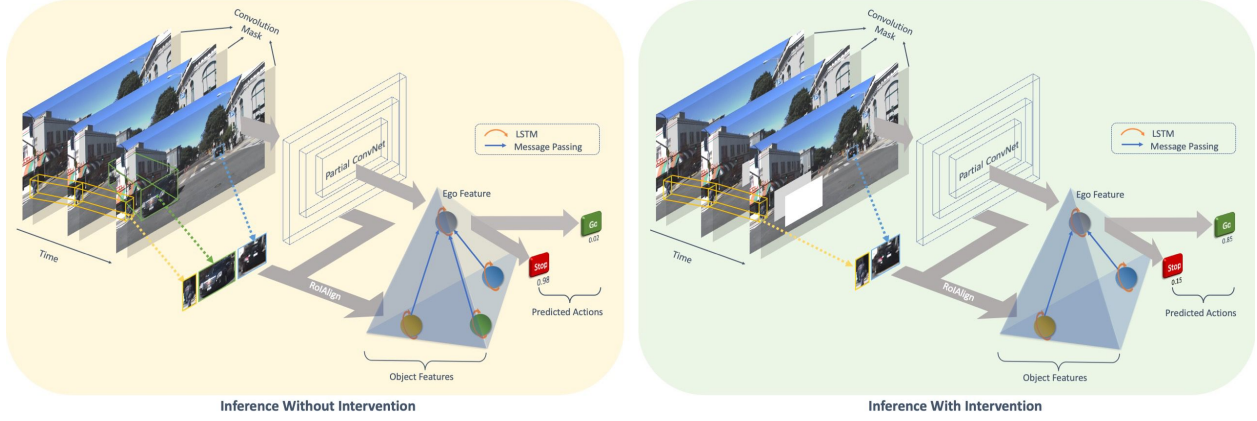 Convolution
Mask
LSTM
Message Passing
Partial ConvNet
Ego Feature
Go
0.02
Stop
0.98
Time
RoIAlign
Predicted Actions
Object Features
Inference Without Intervention
Convolution
Mask
LSTM
Message Passing
Partial ConvNet
Ego Feature
Go
0.85
Stop
0.15
Time
RoIAlign
Predicted Actions
Object Features
Inference With Intervention